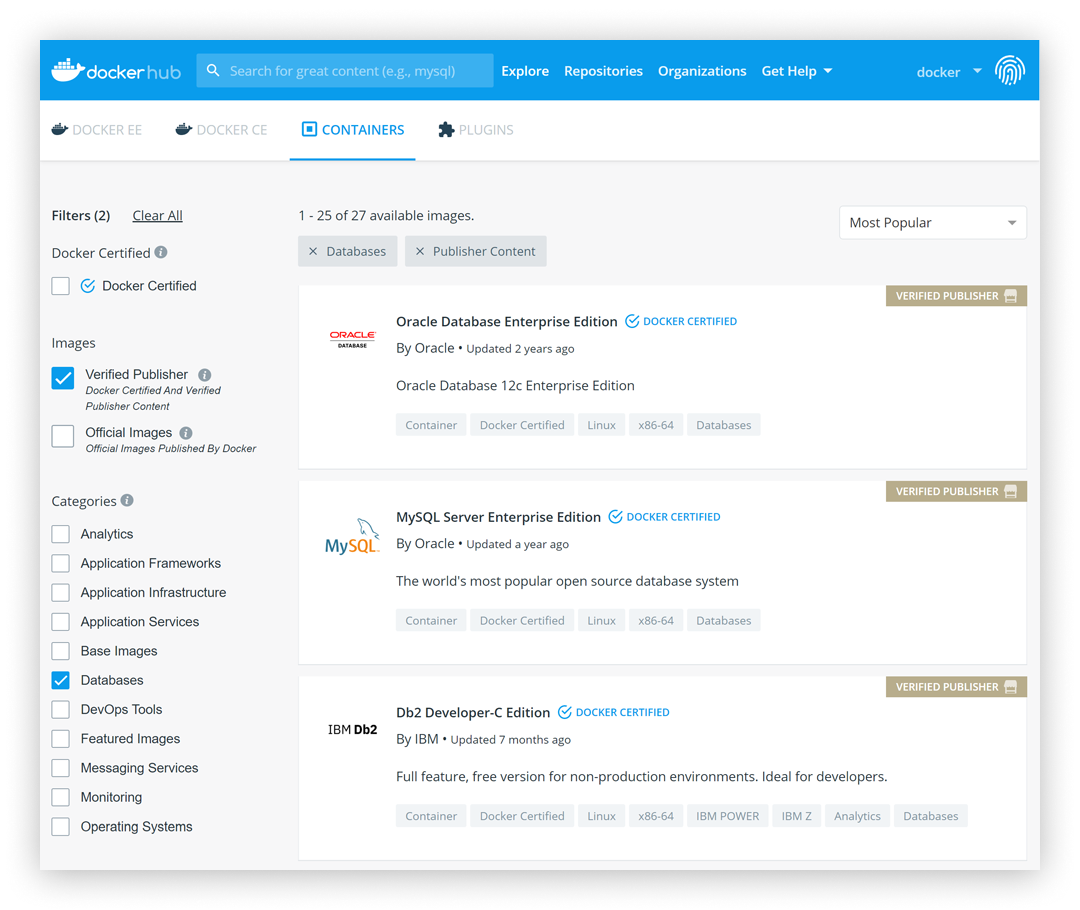 docker hub Search for great content (e.g., mysql) Explore Repositories Organizations Get Help docker
DOCKER EE DOCKER CE CONTAINERS PLUGINS
Filters (2) Clear All
Docker Certified
Docker Certified
Images
Verified Publisher
Docker Certified And Verified
Publisher Content
Official Images
Official Images Published By Docker
Categories
Analytics
Application Frameworks
Application Infrastructure
Application Services
Base Images
Databases
DevOps Tools
Featured Images
Messaging Services
Monitoring
Operating Systems
1 - 25 of 27 available images.
Most Popular
Databases Publisher Content
VERIFIED PUBLISHER
ORACLE
DATABASE
Oracle Database Enterprise Edition DOCKER CERTIFIED
By Oracle • Updated 2 years ago
Oracle Database 12c Enterprise Edition
Container Docker Certified Linux x86-64 Databases
VERIFIED PUBLISHER
MySQL
MySQL Server Enterprise Edition DOCKER CERTIFIED
By Oracle • Updated a year ago
The world's most popular open source database system
Container Docker Certified Linux x86-64 Databases
VERIFIED PUBLISHER
IBM Db2
Db2 Developer-C Edition DOCKER CERTIFIED
By IBM • Updated 7 months ago
Full feature, free version for non-production environments. Ideal for developers.
Container Docker Certified Linux x86-64 IBM POWER IBM Z Analytics Databases